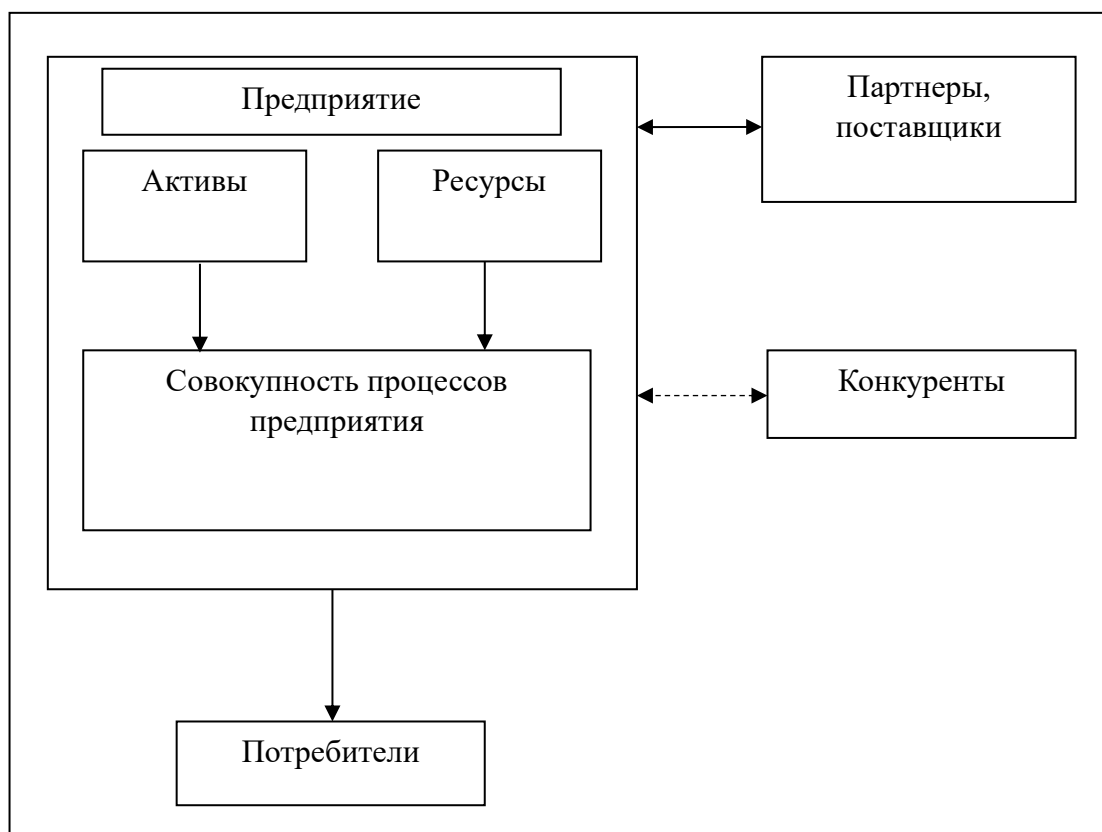 Предприятие
Партнеры,
поставщики
Активы
Ресурсы
Совокупность процессов
предприятия
Конкуренты
Потребители